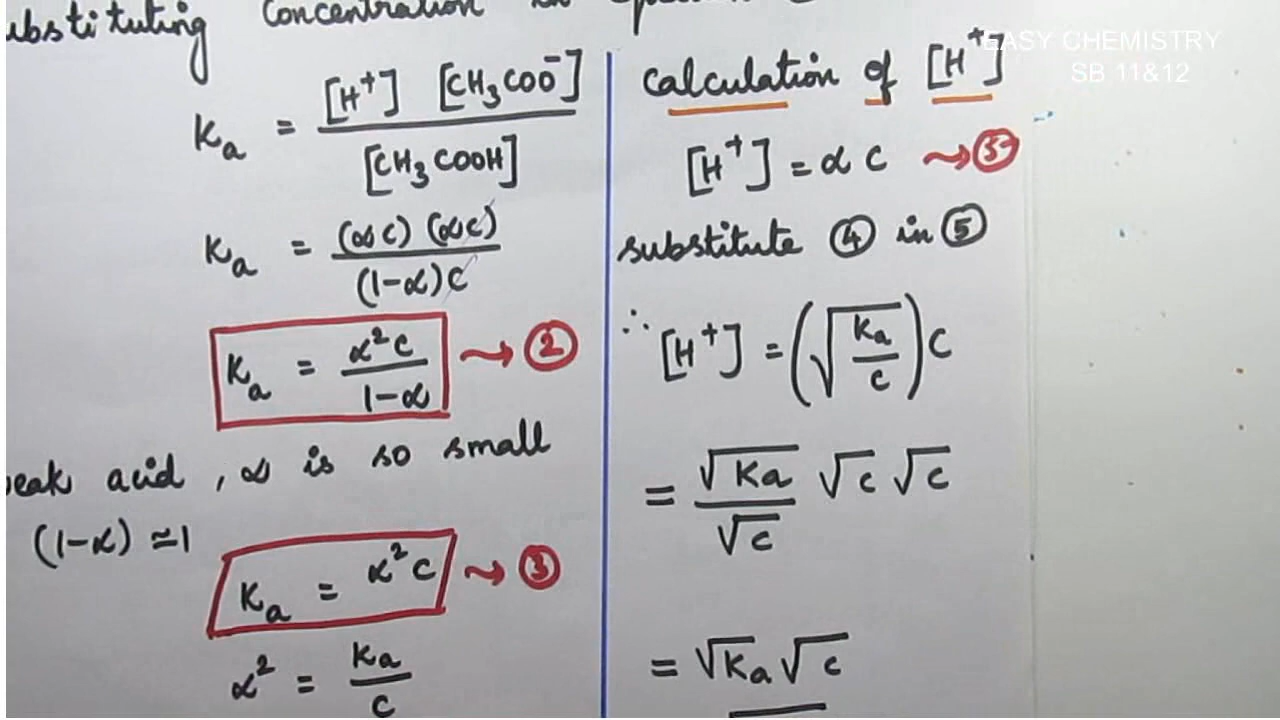 substituting concentration in
Kₐ = [H⁺] [CH₃COO⁻] / [CH₃COOH]
Kₐ = (αC) (αC) / (1-α)C
Kₐ = α²C / 1-α → ②
weak acid, α is so small
(1-α) ≃ 1
Kₐ = α²C → ③
α² = Kₐ / C
EASY CHEMISTRY
SB 11&12
Calculation of [H⁺]
[H⁺] = αC → ⑤
substitute ④ in ⑤
∴ [H⁺] = (√(Kₐ/C)) C
= √Kₐ / √C √C √C
= √Kₐ √C